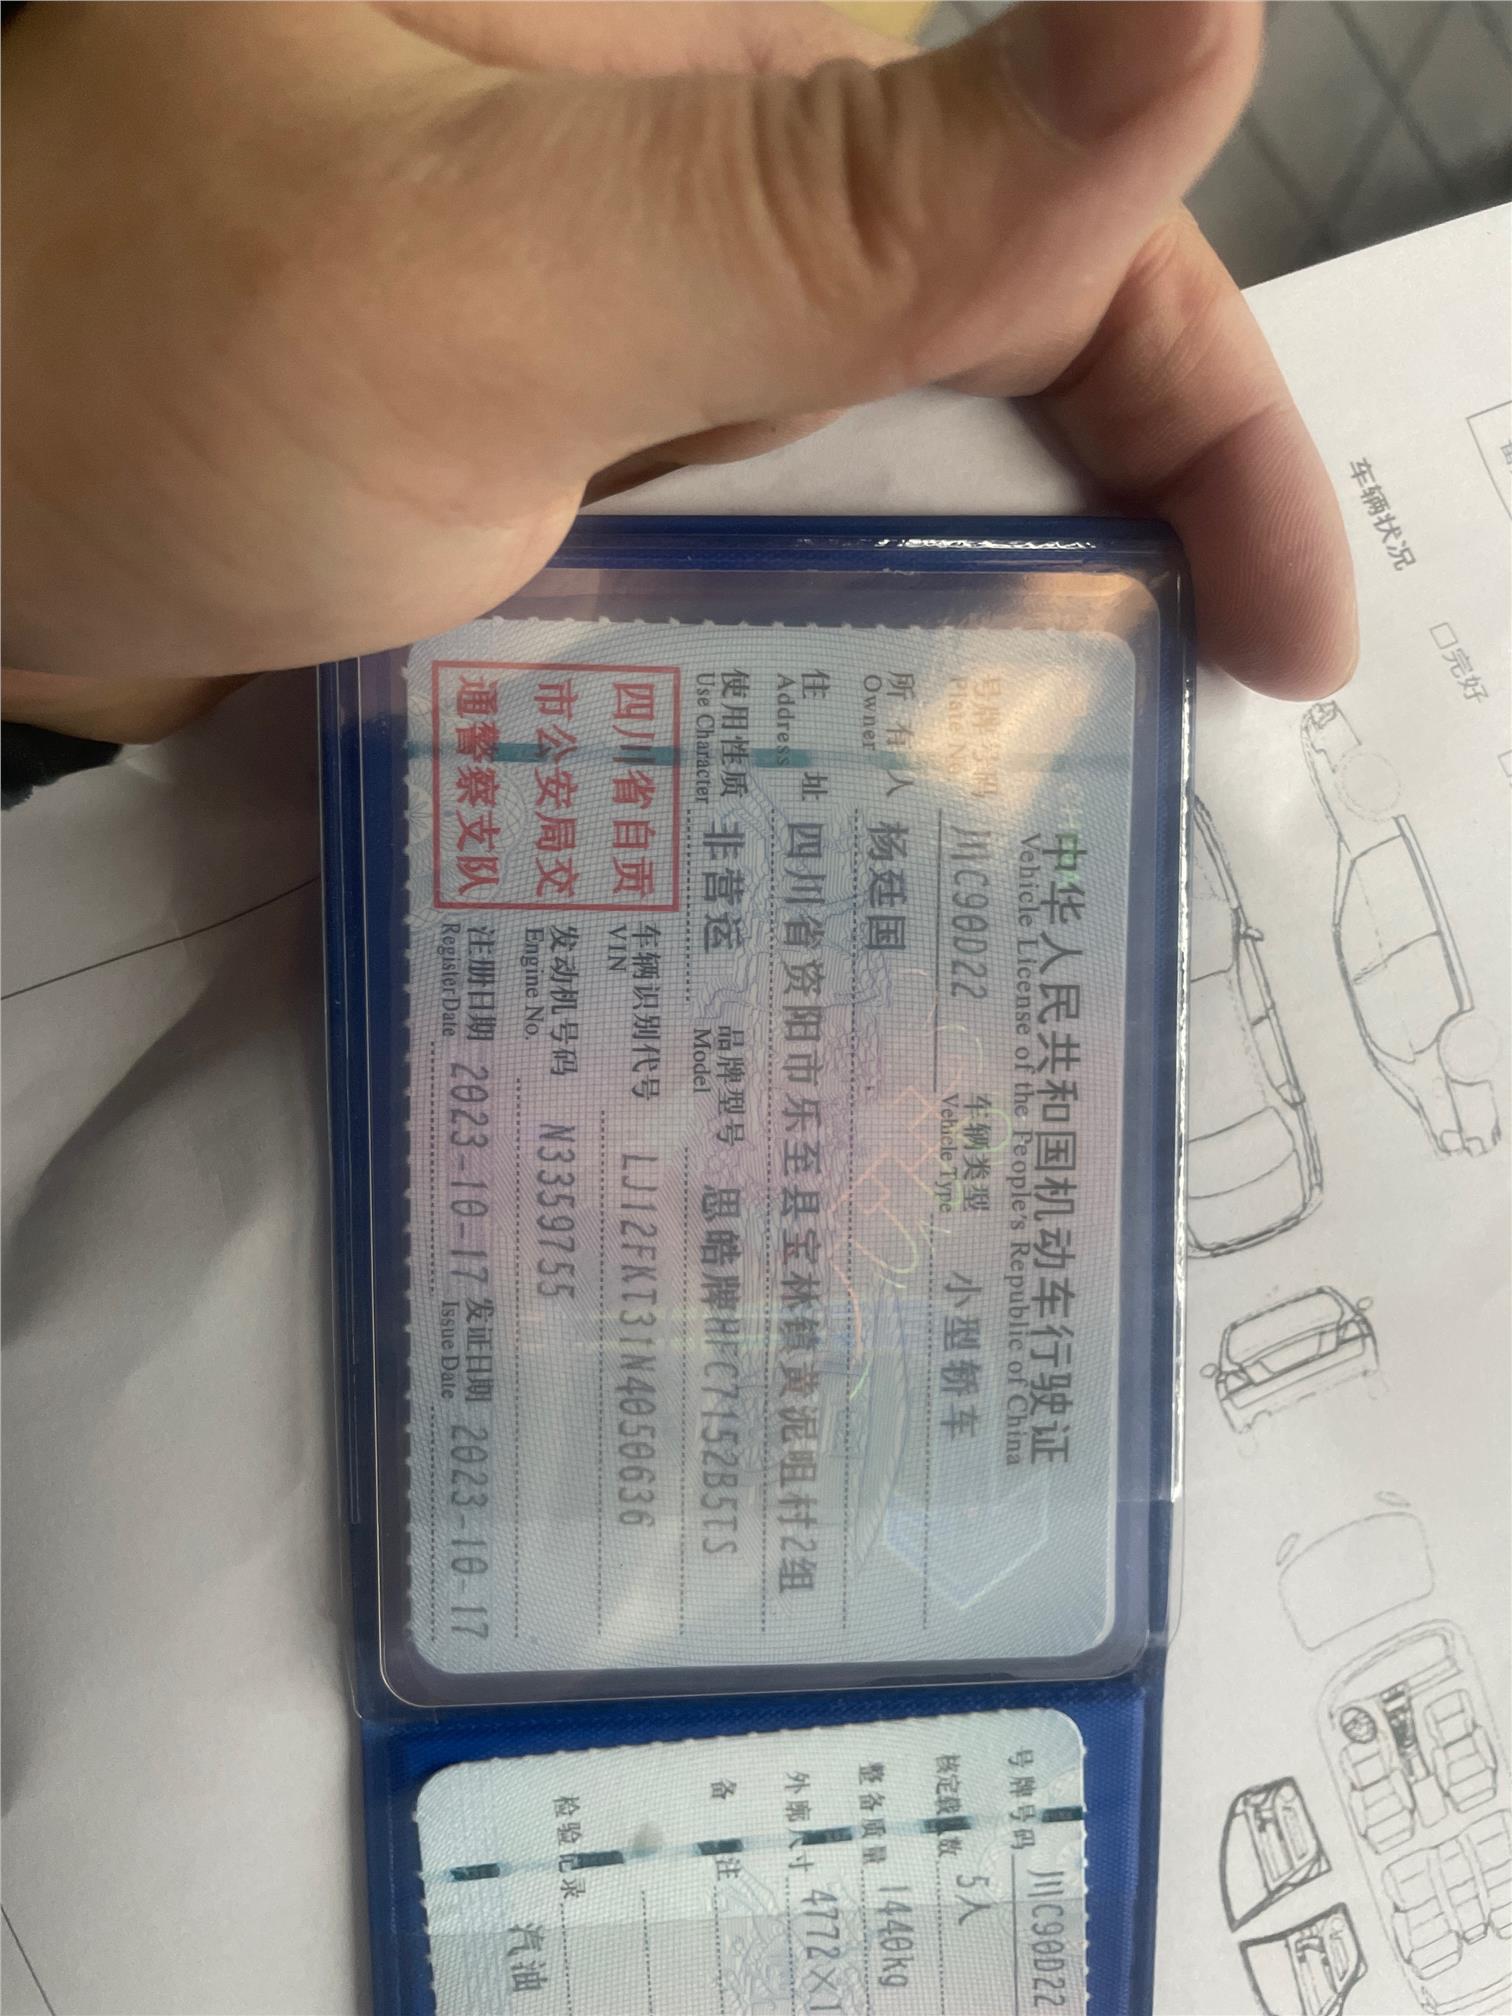 中华人民共和国机动车行驶证
Vehicle License of the People's Republic of China
号牌号码 川C90D22 车辆类型 小型轿车
Plate No. Vehicle Type
所有人 杨廷国
Owner
住址 四川省资阳市乐至县宝林镇黄泥咀村2组
Address
使用性质 非营运 品牌型号 思皓牌HFC7152B5TS
Use Character Model
四川省自贡
市公安局交
通警察支队
车辆识别代号 LJ12FKT31N4050636
VIN
发动机号码 N3359755
Engine No.
注册日期 2023-10-17 发证日期 2023-10-17
Register Date Issue Date
号牌号码 川C90D22
核定载人数 5人
整备质量 1440kg
外廓尺寸 4772×1
备注
检验记录
汽油
车辆状况
□完好